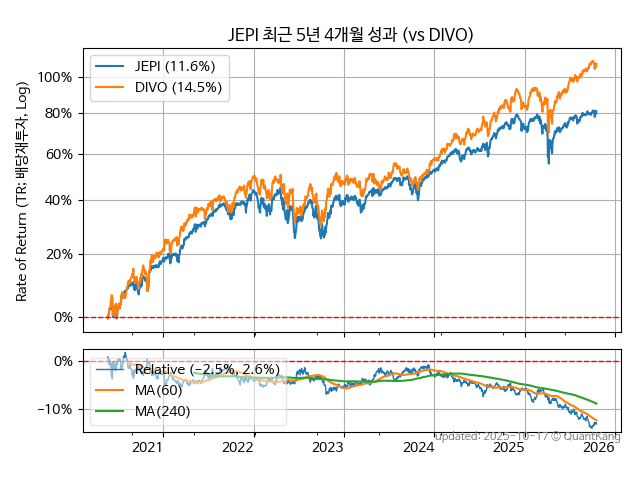 JEPI 최근 5년 4개월 성과 (vs DIVO)
Rate of Return (TR: 배당재투자, Log)
JEPI (11.6%)
DIVO (14.5%)
100%
80%
60%
40%
20%
0%
0%
−10%
Relative (−2.5%, 2.6%)
MA(60)
MA(240)
2021 2022 2023 2024 2025 2026
updated: 2025-10-17 © QuantKang